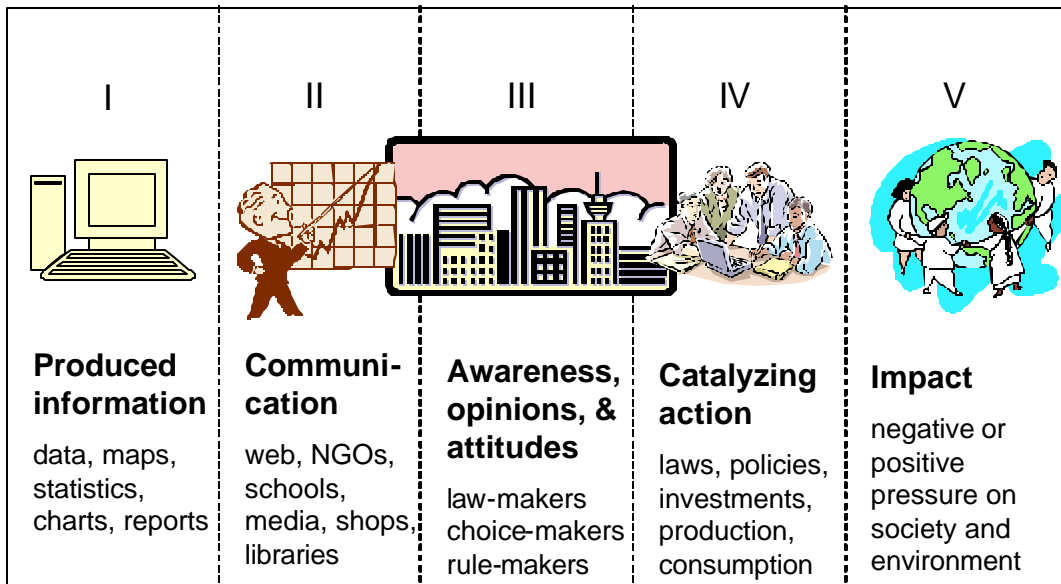 I
II
III
IV
V
Produced
information
data, maps,
statistics,
charts, reports
Communi-
cation
web, NGOs,
schools,
media, shops,
libraries
Awareness,
opinions, &
attitudes
law-makers
choice-makers
rule-makers
Catalyzing
action
laws, policies,
investments,
production,
consumption
Impact
negative or
positive
pressure on
society and
environment